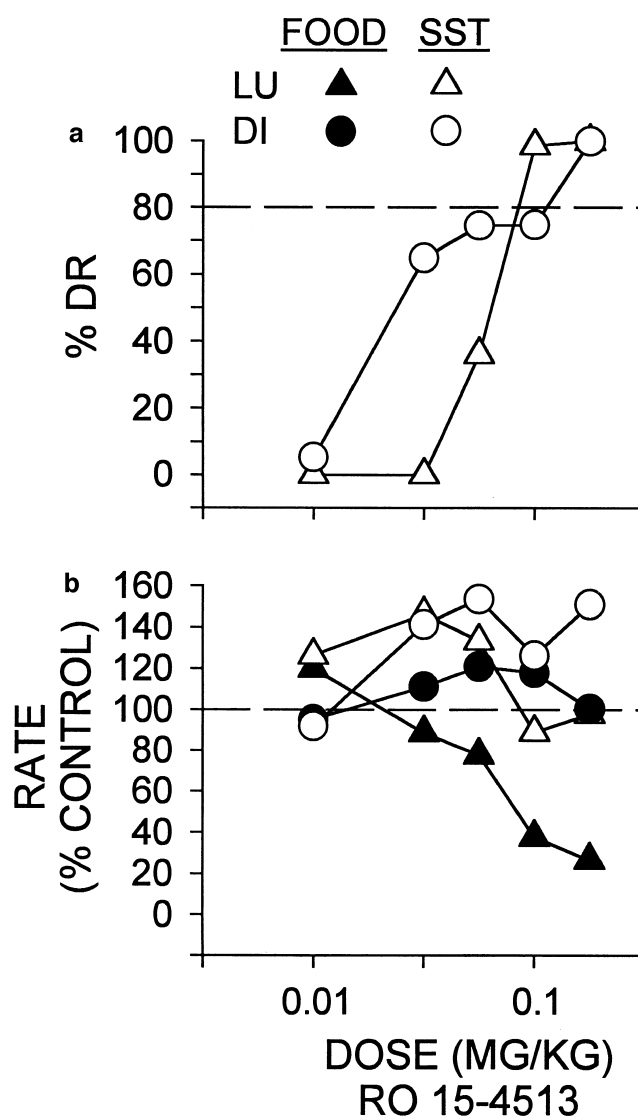 FOOD SST
LU
DI
a
100
80
60
40
20
0
% DR
b
160
140
120
100
80
60
40
20
0
RATE
(% CONTROL)
0.01 0.1
DOSE (MG/KG)
RO 15-4513